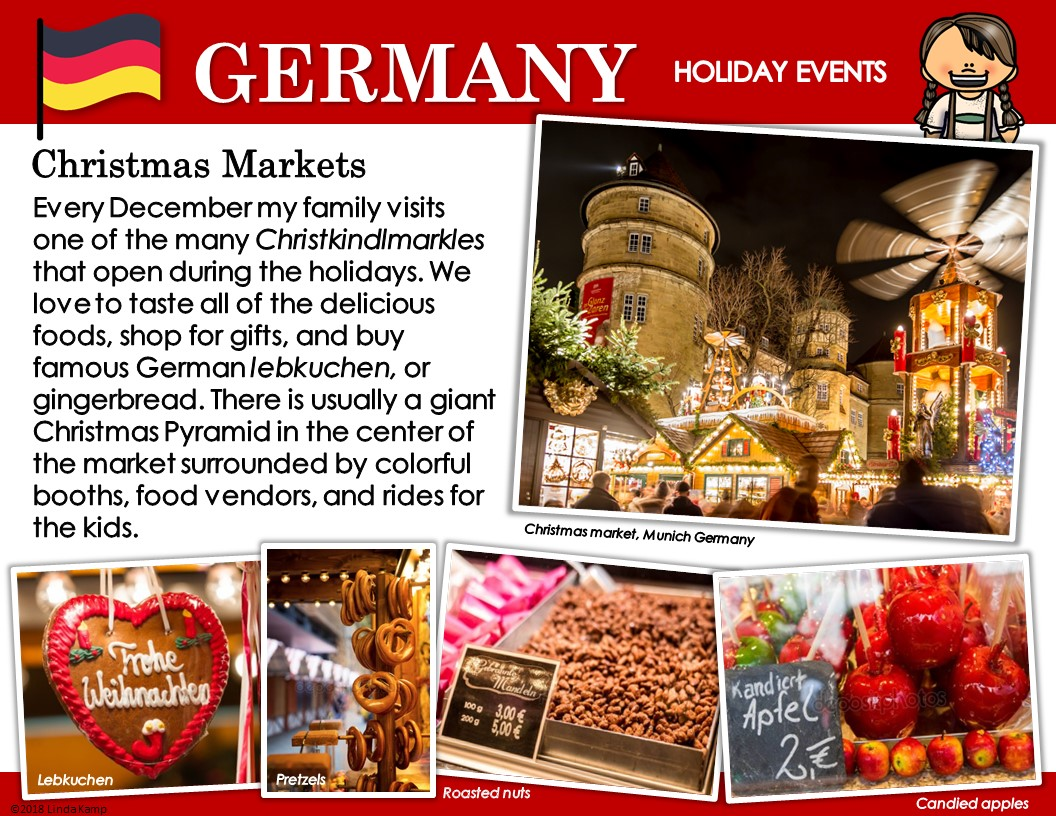 GERMANY
HOLIDAY EVENTS
Christmas Markets
Every December my family visits
one of the many Christkindlmarkles
that open during the holidays. We
love to taste all of the delicious
foods, shop for gifts, and buy
famous German lebkuchen, or
gingerbread. There is usually a giant
Christmas Pyramid in the center of
the market surrounded by colorful
booths, food vendors, and rides for
the kids.
Christmas market, Munich Germany
Frohe
Weihnachten
Lebkuchen
Pretzels
Mandeln
100 g 3,00 €
200 g 5,00 €
Roasted nuts
Kandiert
Apfel
2,€
Candied apples
©2018 Linda Kamp